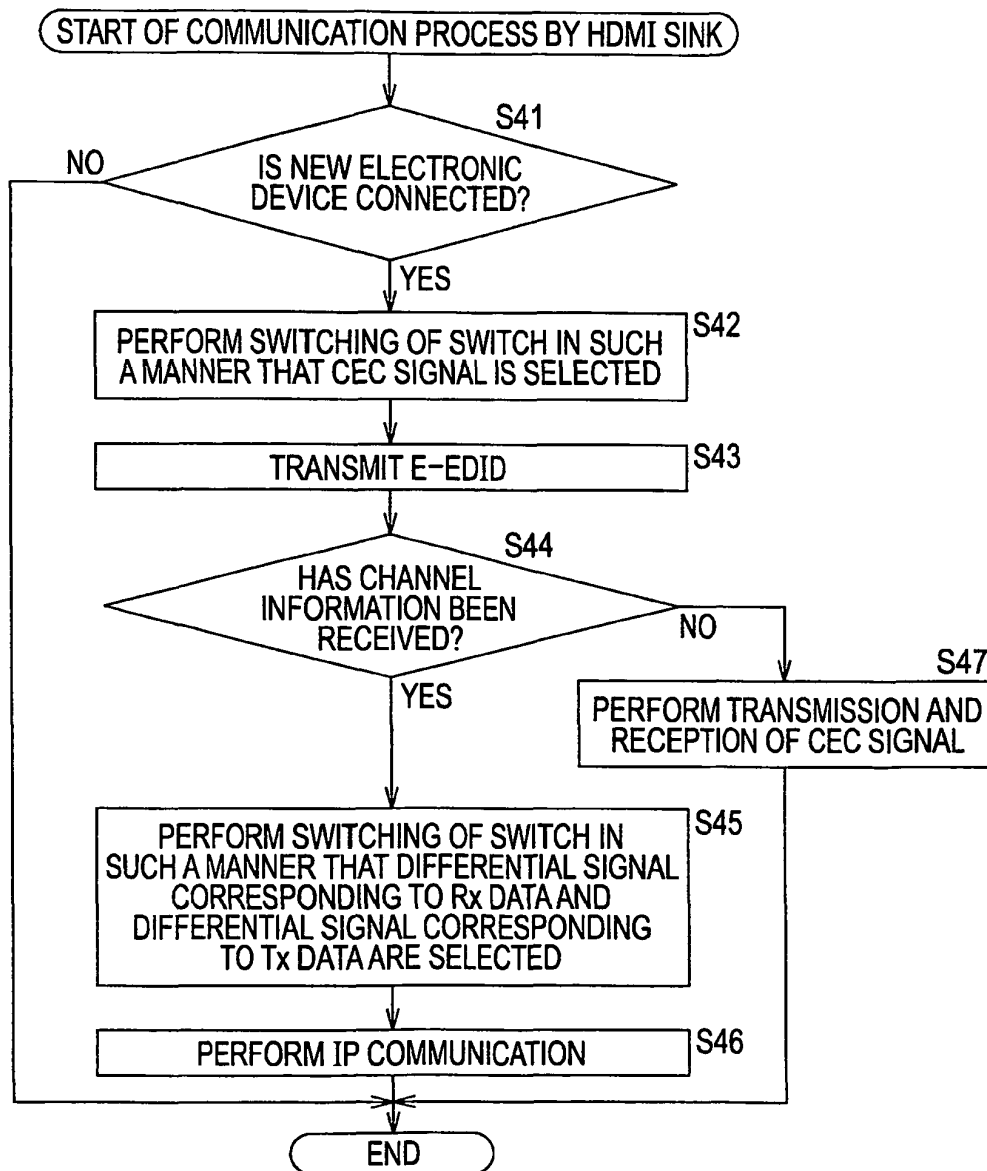 START OF COMMUNICATION PROCESS BY HDMI SINK
S41
NO
IS NEW ELECTRONIC
DEVICE CONNECTED?
YES
S42
PERFORM SWITCHING OF SWITCH IN SUCH
A MANNER THAT CEC SIGNAL IS SELECTED
S43
TRANSMIT E-EDID
S44
HAS CHANNEL
INFORMATION BEEN
RECEIVED?
NO
YES
S47
PERFORM TRANSMISSION AND
RECEPTION OF CEC SIGNAL
S45
PERFORM SWITCHING OF SWITCH IN
SUCH A MANNER THAT DIFFERENTIAL SIGNAL
CORRESPONDING TO Rx DATA AND
DIFFERENTIAL SIGNAL CORRESPONDING
TO Tx DATA ARE SELECTED
PERFORM IP COMMUNICATION
S46
END